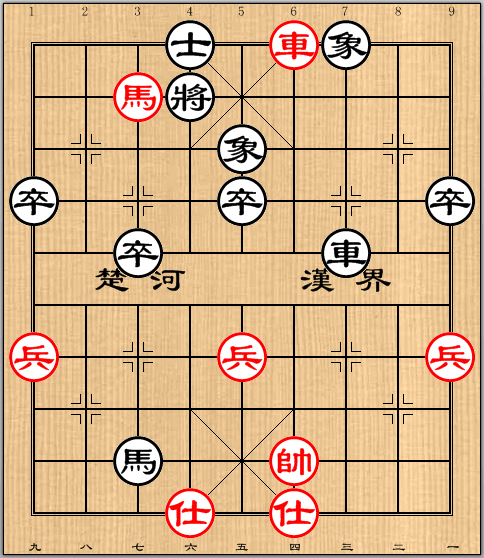 1 2 3 4 5 6 7 8 9
士 車 象
馬 將
象
卒 卒 卒
卒 車
楚 河 漢 界
兵 兵 兵
馬 帥
仕 仕
九 八 七 六 五 四 三 二 一